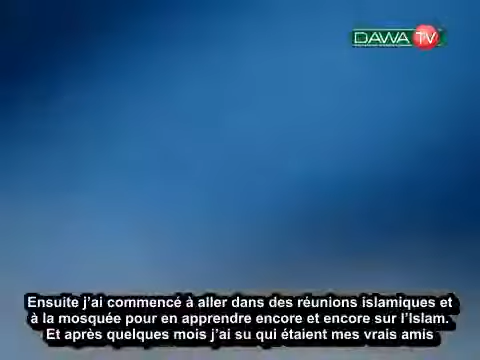 DAWA TV
Ensuite j'ai commencé à aller dans des réunions islamiques et
à la mosquée pour en apprendre encore et encore sur l'Islam.
Et après quelques mois j'ai su qui étaient mes vrais amis